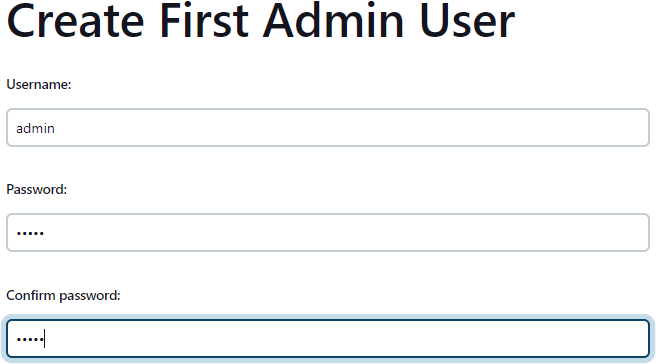 Create First Admin User
Username:
admin
Password:
•••••
Confirm password:
•••••